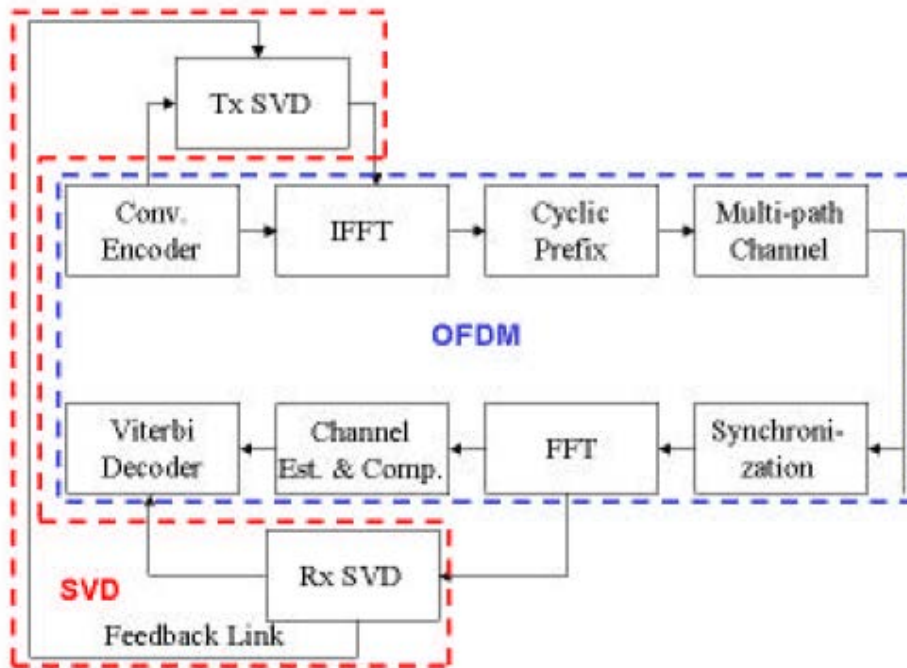 Tx SVD
Conv.
Encoder
IFFT
Cyclic
Prefix
Multi-path
Channel
OFDM
Viterbi
Decoder
Channel
Est. & Comp.
FFT
Synchroni-
zation
Rx SVD
SVD
Feedback Link